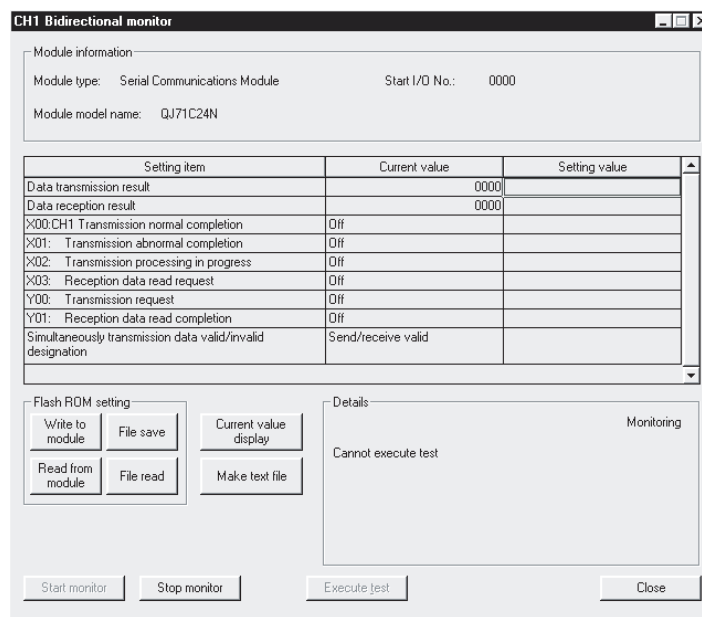 CH1 Bidirectional monitor
Module information
Module type: Serial Communications Module Start I/O No.: 0000
Module model name: QJ71C24N
Setting item Current value Setting value
Data transmission result 0000
Data reception result 0000
X00:CH1 Transmission normal completion Off
X01: Transmission abnormal completion Off
X02: Transmission processing in progress Off
X03: Reception data read request Off
Y00: Transmission request Off
Y01: Reception data read completion Off
Simultaneously transmission data valid/invalid Send/receive valid
designation
Flash ROM setting
Write to
module
File save
Current value
display
Read from
module
File read
Make text file
Details
Monitoring
Cannot execute test
Start monitor Stop monitor Execute test Close